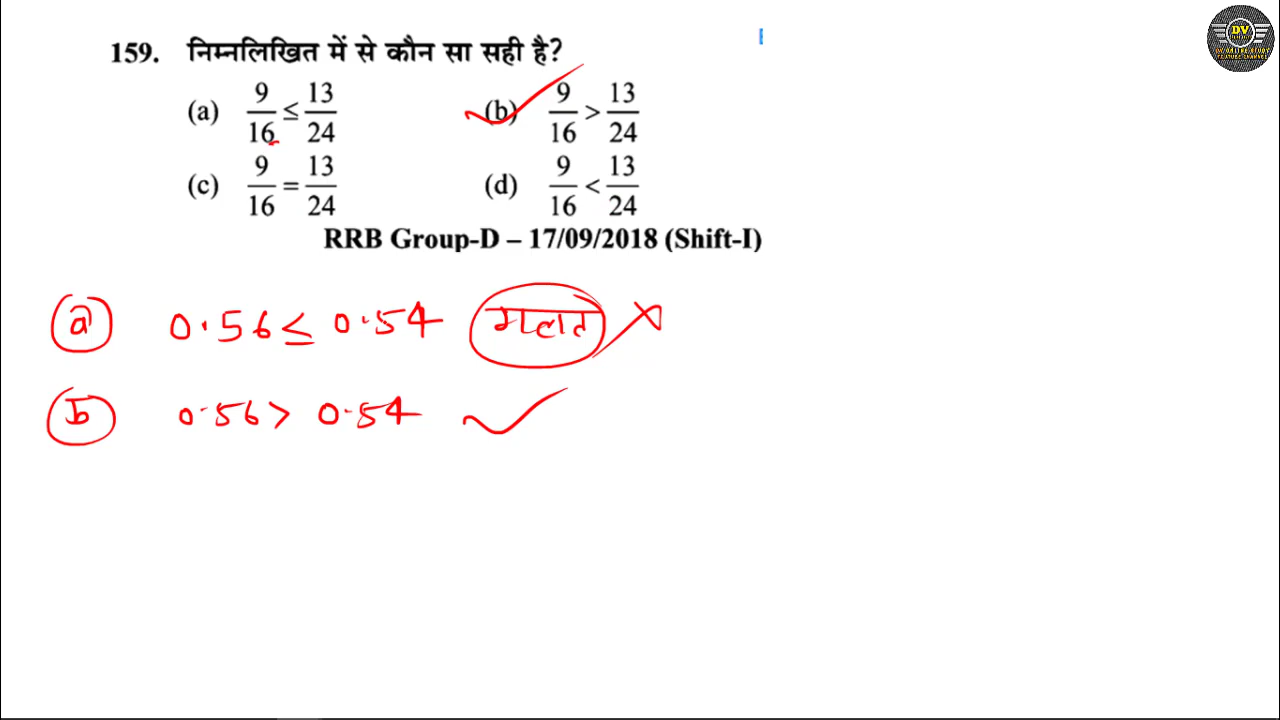 159. निम्नलिखित में से कौन सा सही है?
(a) 9/16 ≤ 13/24 (b) 9/16 > 13/24
(c) 9/16 = 13/24 (d) 9/16 < 13/24
RRB Group-D – 17/09/2018 (Shift-I)
(a) 0.56 ≤ 0.54 गलत
(b) 0.56 > 0.54
DV